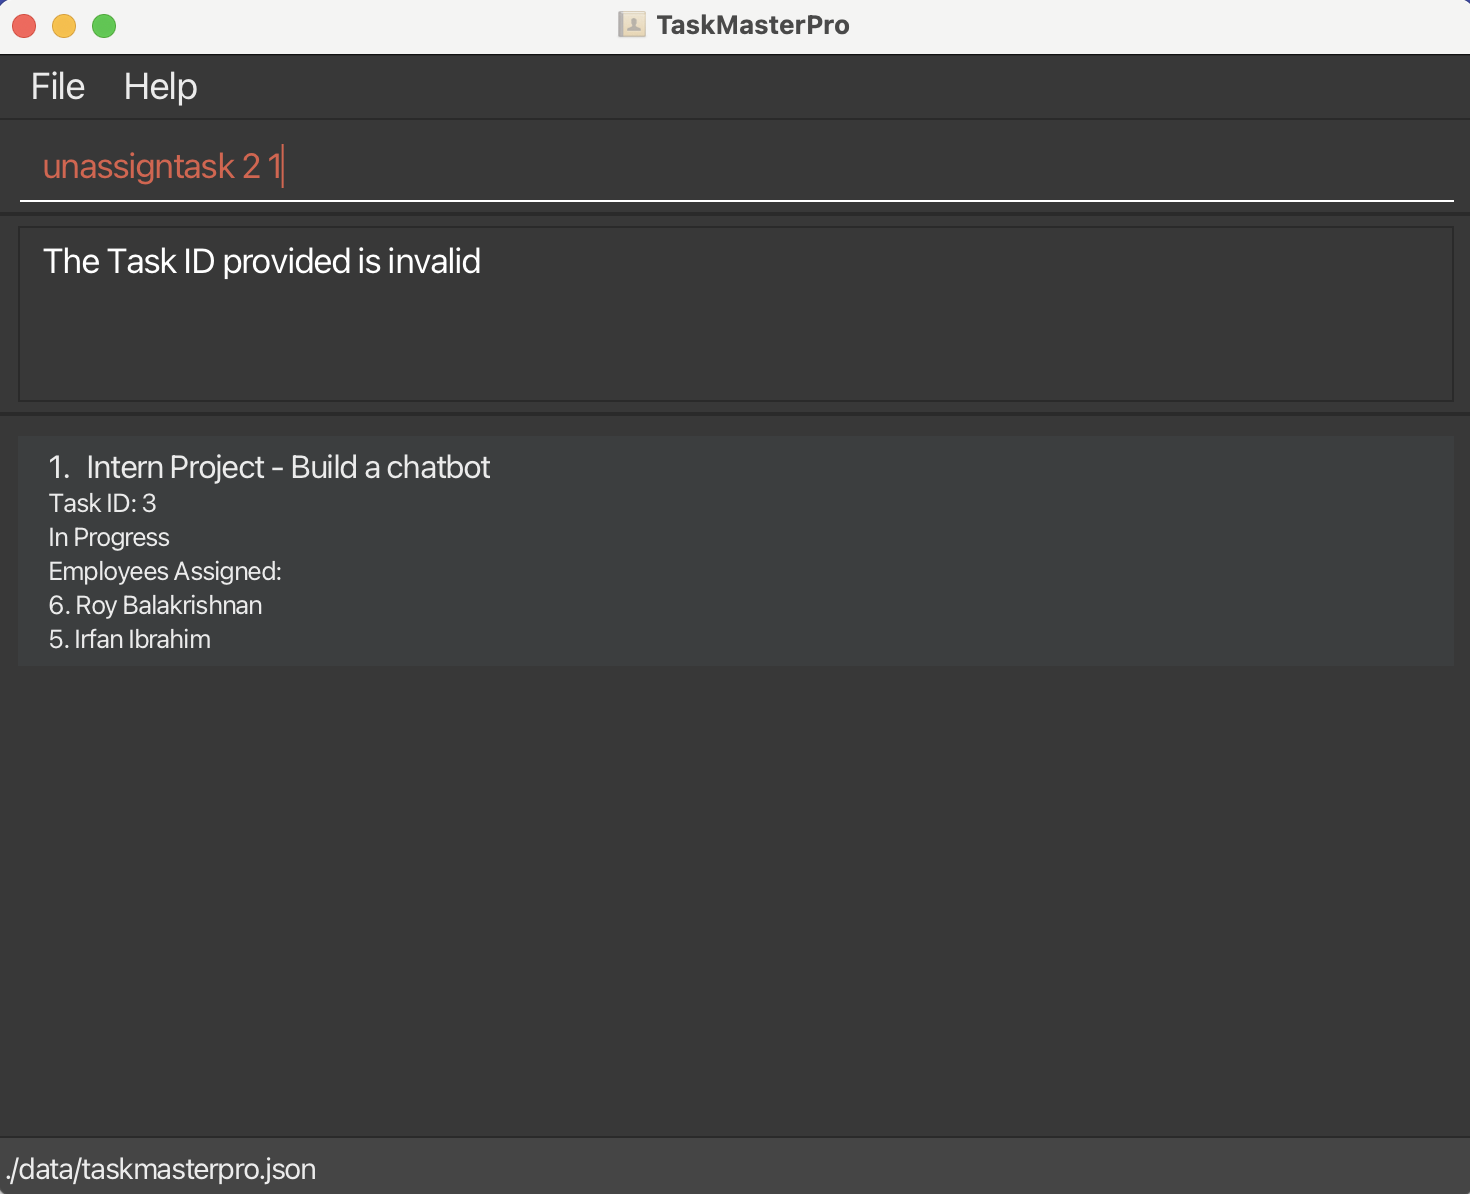 TaskMasterPro
File Help
unassigntask 2 1
The Task ID provided is invalid
1. Intern Project - Build a chatbot
Task ID: 3
In Progress
Employees Assigned:
6. Roy Balakrishnan
5. Irfan Ibrahim
./data/taskmasterpro.json